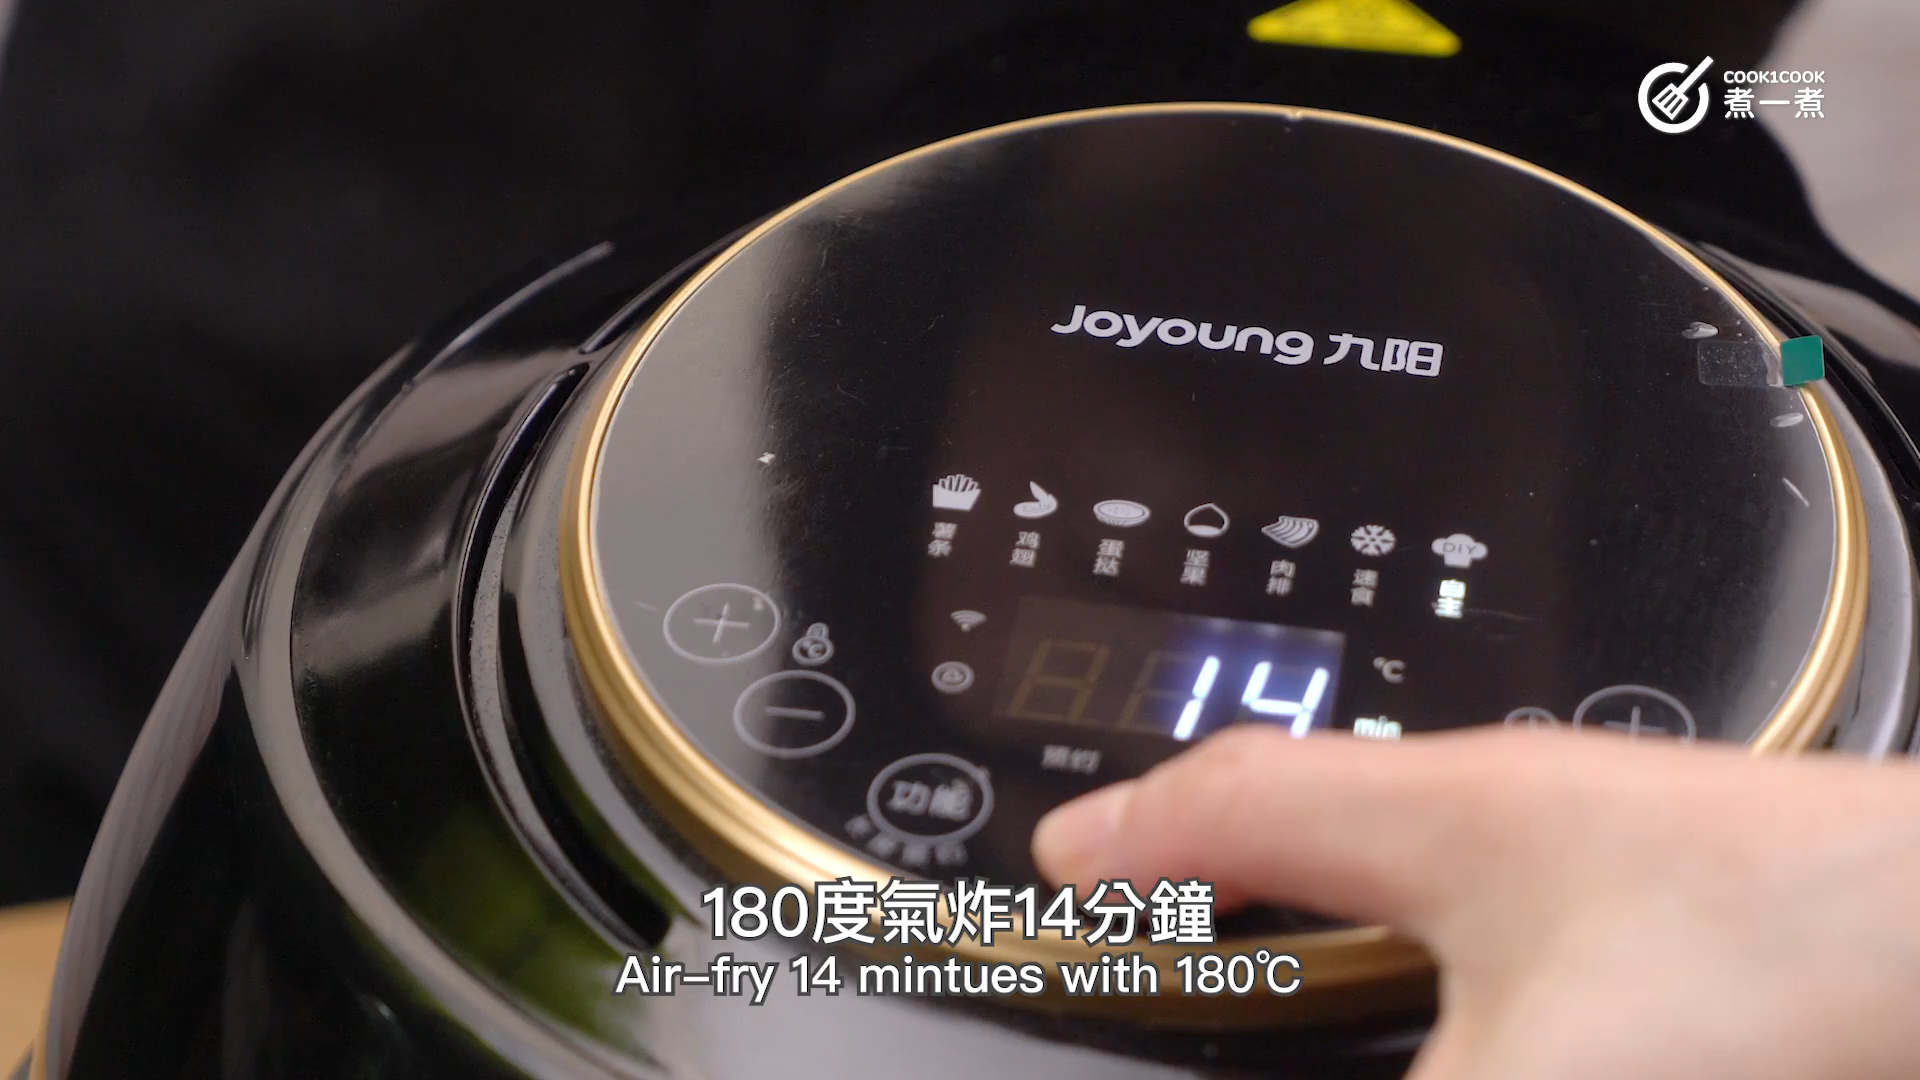 COOK1COOK
煮一煮
Joyoung 九阳
薯条 鸡翅 蛋挞 坚果 肉排 速食 DIY 自主
℃
14
℃
min
预约
功能
180度氣炸14分鐘
Air-fry 14 mintues with 180℃